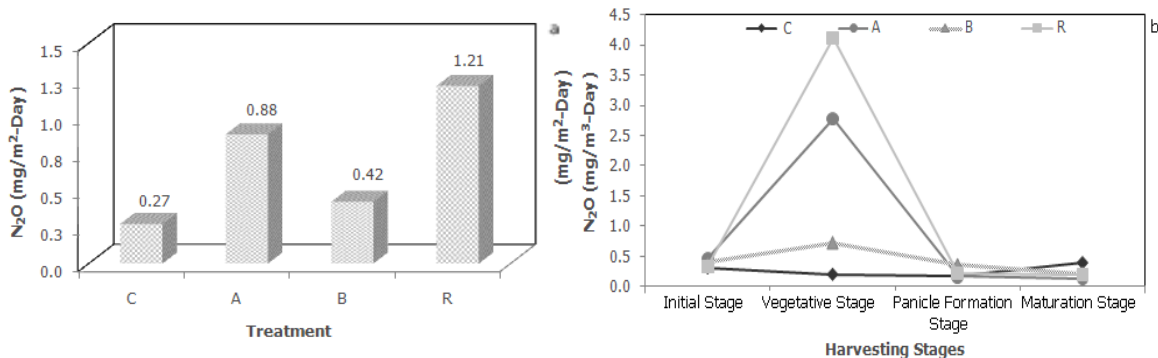 a
1.5
1.3
1.0
0.8
0.5
0.3
0.0
N₂O (mg/m²-Day)
0.27
0.88
0.42
1.21
C A B R
Treatment
b
C A B R
4.5
4.0
3.5
3.0
2.5
2.0
1.5
1.0
0.5
0.0
(mg/m²-Day)
N₂O (mg/m³-Day)
Initial Stage Vegetative Stage Panicle Formation Maturation Stage
Stage
Harvesting Stages